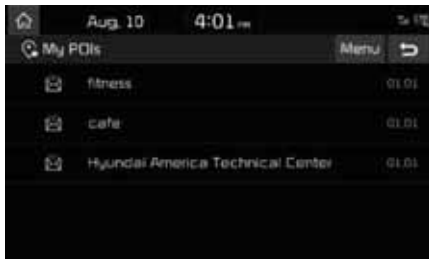 Aug. 10 4:01 PM
My POIs Menu
fitness 01.01
cafe 01.01
Hyundai America Technical Center 01.01